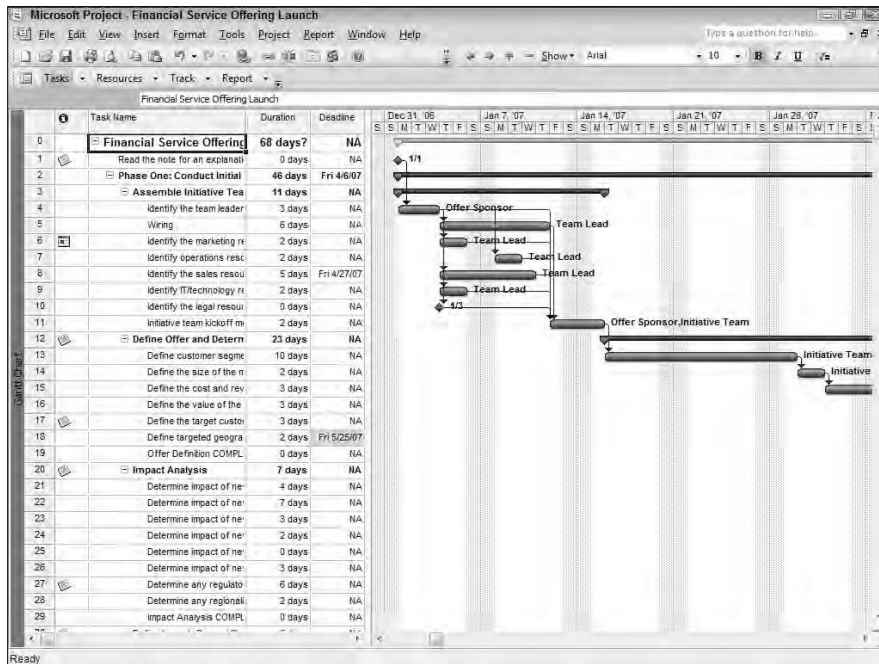 Microsoft Project - Financial Service Offering Launch
File Edit View Insert Format Tools Project Report Window Help
Type a question for help
Show Arial 10 B I U
Tasks Resources Track Report
Financial Service Offering Launch
Task Name Duration Deadline Dec 31, '06 Jan 7, '07 Jan 14, '07 Jan 21, '07 Jan 28, '07
S S M T W T F S S M T W T F S S M T W T F S S M T W T F S S M T W T F S
0 Financial Service Offering 68 days? NA
1 Read the note for an explanati 0 days NA 1/1
2 Phase One: Conduct Initial 46 days Fri 4/6/07
3 Assemble Initiative Tea 11 days NA
4 Identify the team leader 3 days NA Offer Sponsor
5 Wiring 6 days NA Team Lead
6 Identify the marketing re 2 days NA Team Lead
7 Identify operations resc 2 days NA Team Lead
8 Identify the sales resou 5 days Fri 4/27/07 Team Lead
9 Identify IT/technology re 2 days NA Team Lead
10 Identify the legal resour 0 days NA 1/3
11 Initiative team kickoff m 2 days NA Offer Sponsor,Initiative Team
12 Define Offer and Determ 23 days NA
13 Define customer segme 10 days NA Initiative Team
14 Define the size of the m 2 days NA Initiative
15 Define the cost and rev 3 days NA
16 Define the value of the 3 days NA
17 Define the target custo 3 days NA
18 Define targeted geogra 2 days Fri 5/25/07
19 Offer Definition COMPL 0 days NA
20 Impact Analysis 7 days NA
21 Determine impact of ne 4 days NA
22 Determine impact of ne 7 days NA
23 Determine impact of ne 3 days NA
24 Determine impact of ne 2 days NA
25 Determine impact of ne 0 days NA
26 Determine impact of ne 3 days NA
27 Determine any regulato 6 days NA
28 Determine any regionali 2 days NA
29 Impact Analysis COMPL 0 days NA
Gantt Chart
Ready